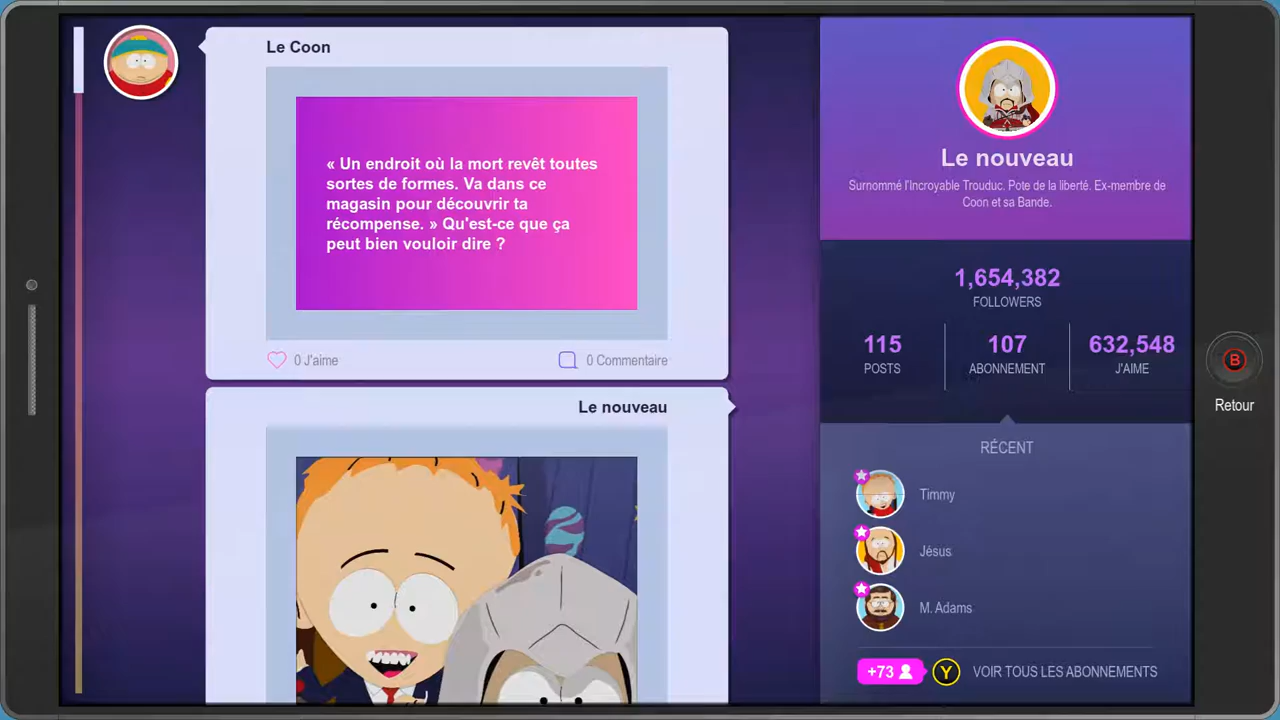 Le Coon
« Un endroit où la mort revêt toutes
sortes de formes. Va dans ce
magasin pour découvrir ta
récompense. » Qu'est-ce que ça
peut bien vouloir dire ?
0 J'aime
0 Commentaire
Le nouveau
Le nouveau
Surnommé l'Incroyable Trouduc. Pote de la liberté. Ex-membre de
Coon et sa Bande.
1,654,382
FOLLOWERS
115
POSTS
107
ABONNEMENT
632,548
J'AIME
RÉCENT
Timmy
Jésus
M. Adams
+73
Y
VOIR TOUS LES ABONNEMENTS
B
Retour